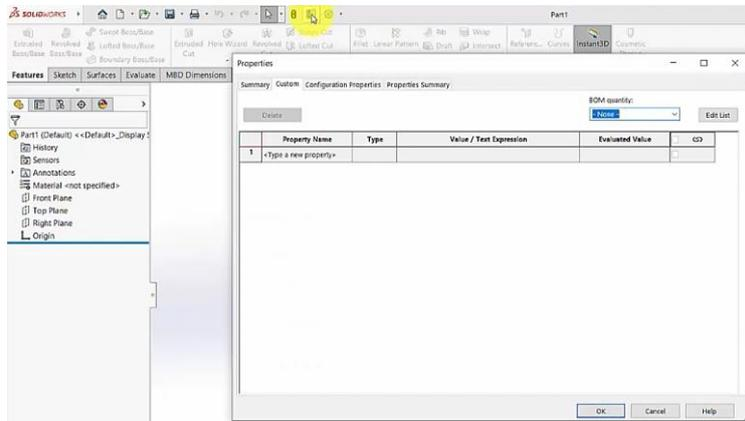 SOLIDWORKS
Part1
Extruded Boss/Base
Revolved Boss/Base
Swept Boss/Base
Lofted Boss/Base
Boundary Boss/Base
Extruded Cut
Hole Wizard
Revolved
Lofted Cut
Fillet
Linear Pattern
Rib
Draft
Wrap
Intersect
Referenc...
Curves
Instant3D
Cosmetic
Features Sketch Surfaces Evaluate MBD Dimensions
Part1 (Default) <<Default>_Display
History
Sensors
Annotations
Material <not specified>
Front Plane
Top Plane
Right Plane
Origin
Properties
Summary Custom Configuration Properties Properties Summary
BOM quantity:
Delete
- None -
Edit List
Property Name Type Value / Text Expression Evaluated Value
1 <Type a new property>
OK Cancel Help